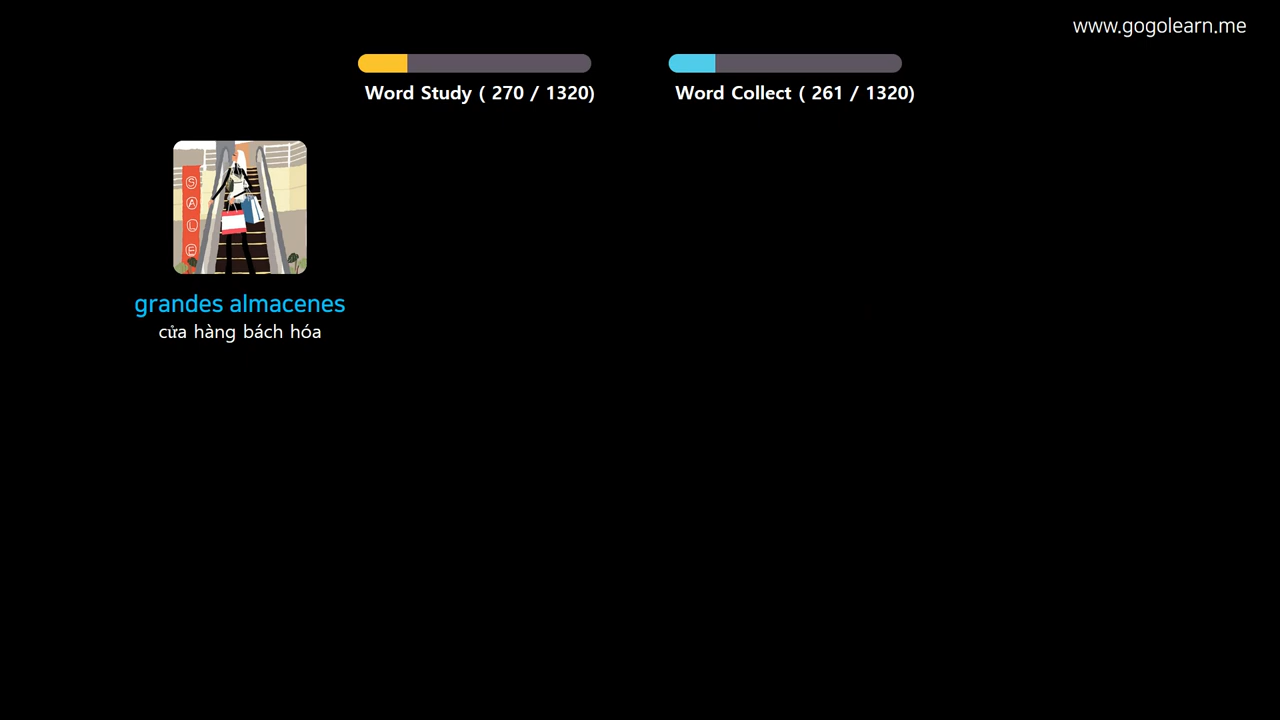 www.gogolearn.me
Word Study ( 270 / 1320)
Word Collect ( 261 / 1320)
SALE
grandes almacenes
cửa hàng bách hóa